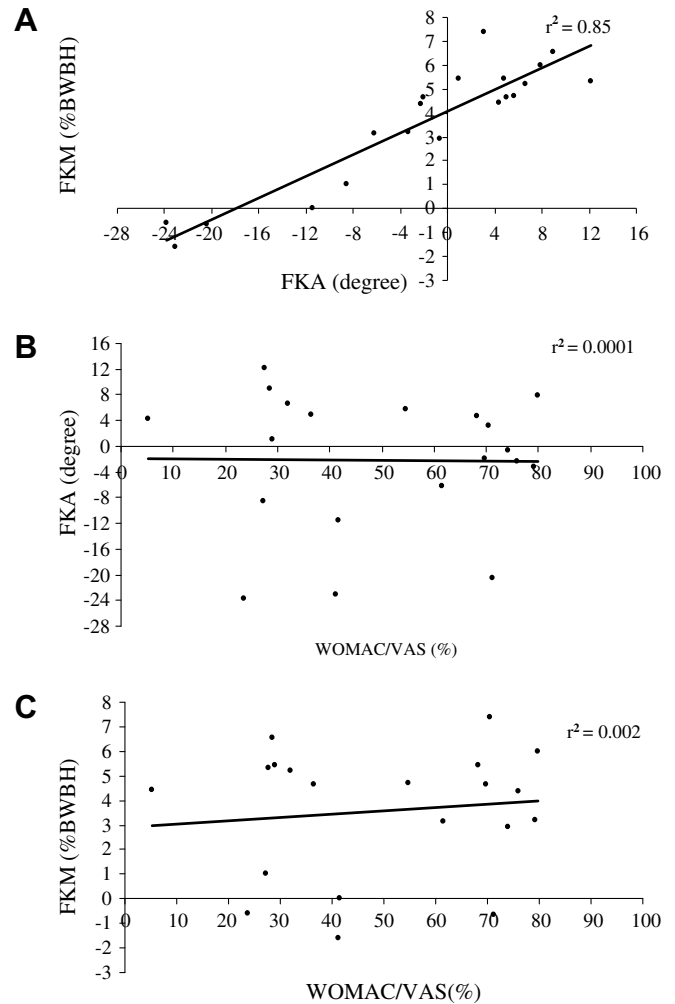 A
8
7
6
5
4
3
2
1
0
-1
-2
-3
r² = 0.85
FKM (%BWBH)
-28 -24 -20 -16 -12 -8 -4 0 4 8 12 16
FKA (degree)
B
16
12
8
4
0
-4
-8
-12
-16
-20
-24
-28
r² = 0.0001
FKA (degree)
0 10 20 30 40 50 60 70 80 90 100
WOMAC/VAS (%)
C
8
7
6
5
4
3
2
1
0
-1
-2
-3
r² = 0.002
FKM (%BWBH)
0 10 20 30 40 50 60 70 80 90 100
WOMAC/VAS(%)